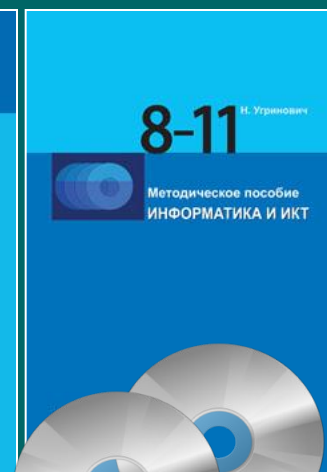 Н. Угринович
8-11
Методическое пособие
ИНФОРМАТИКА И ИКТ